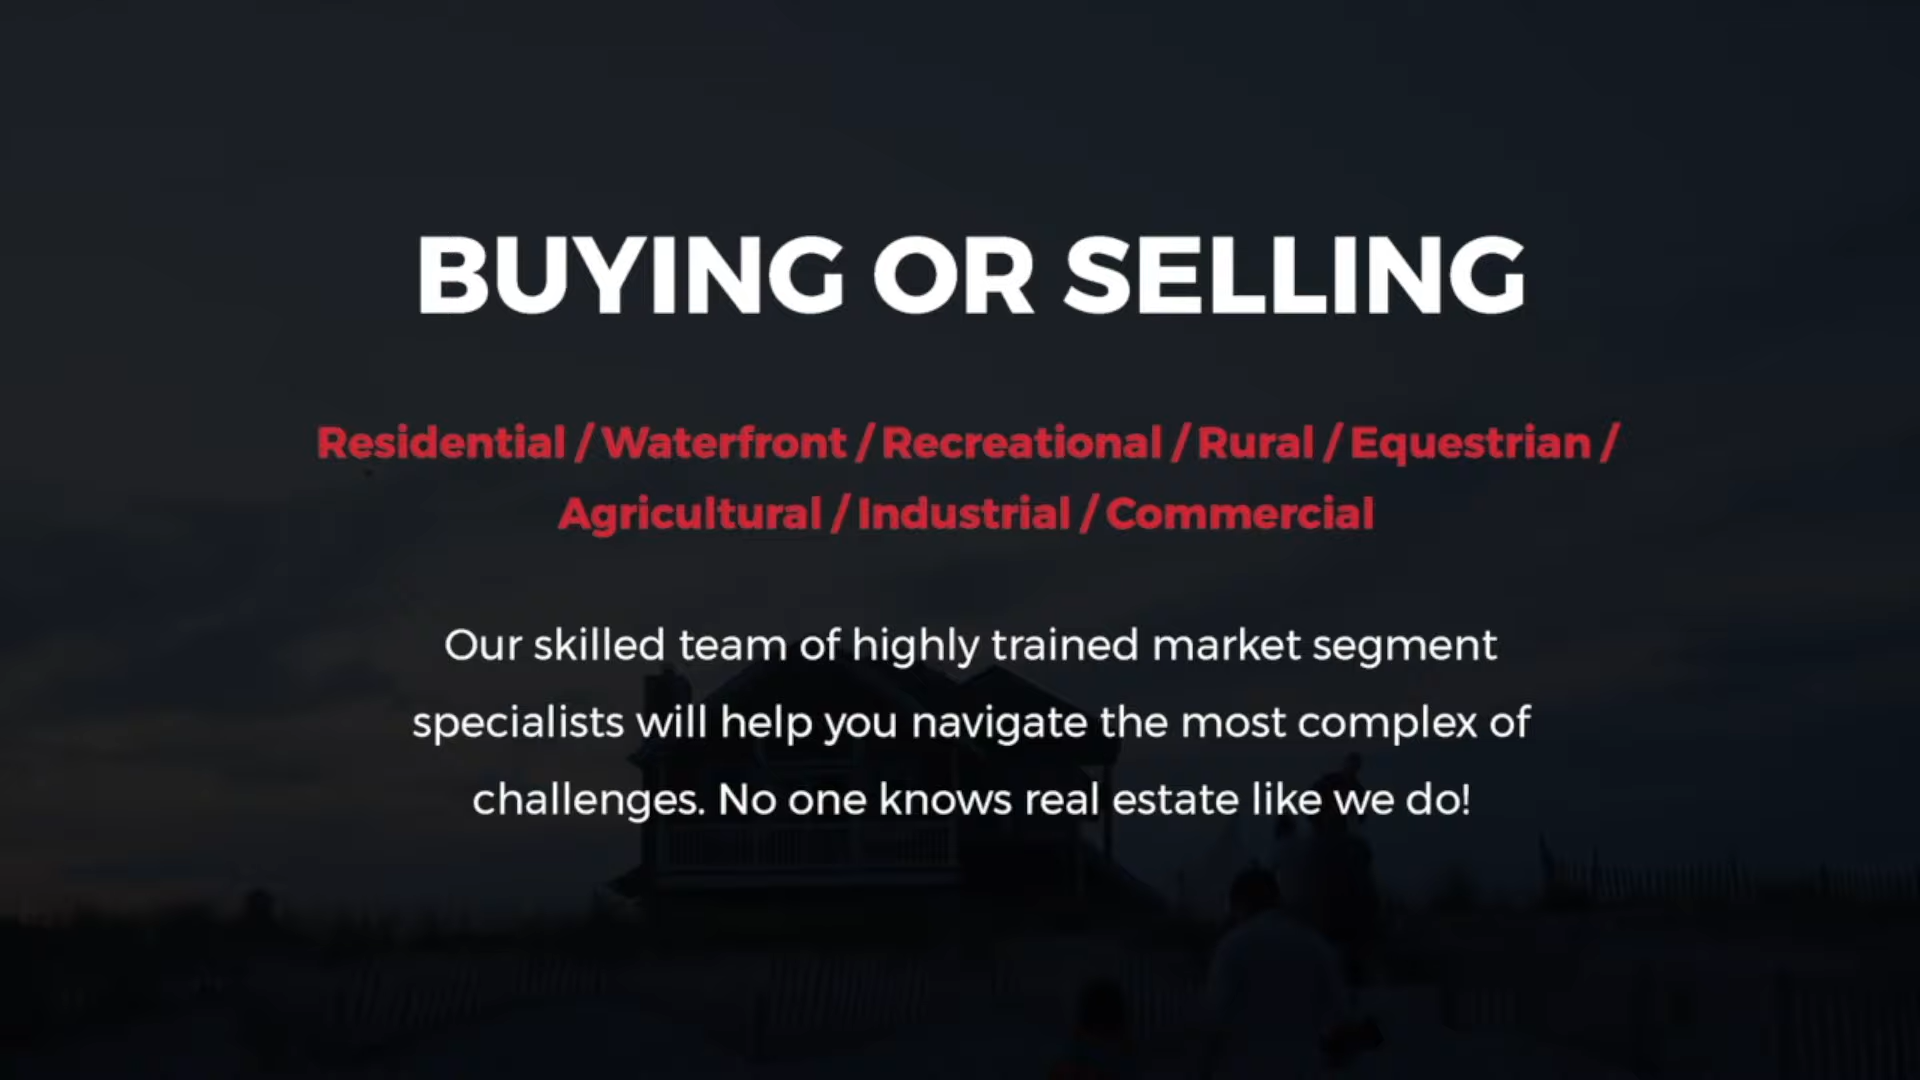 BUYING OR SELLING
Residential / Waterfront / Recreational / Rural / Equestrian /
Agricultural / Industrial / Commercial
Our skilled team of highly trained market segment
specialists will help you navigate the most complex of
challenges. No one knows real estate like we do!